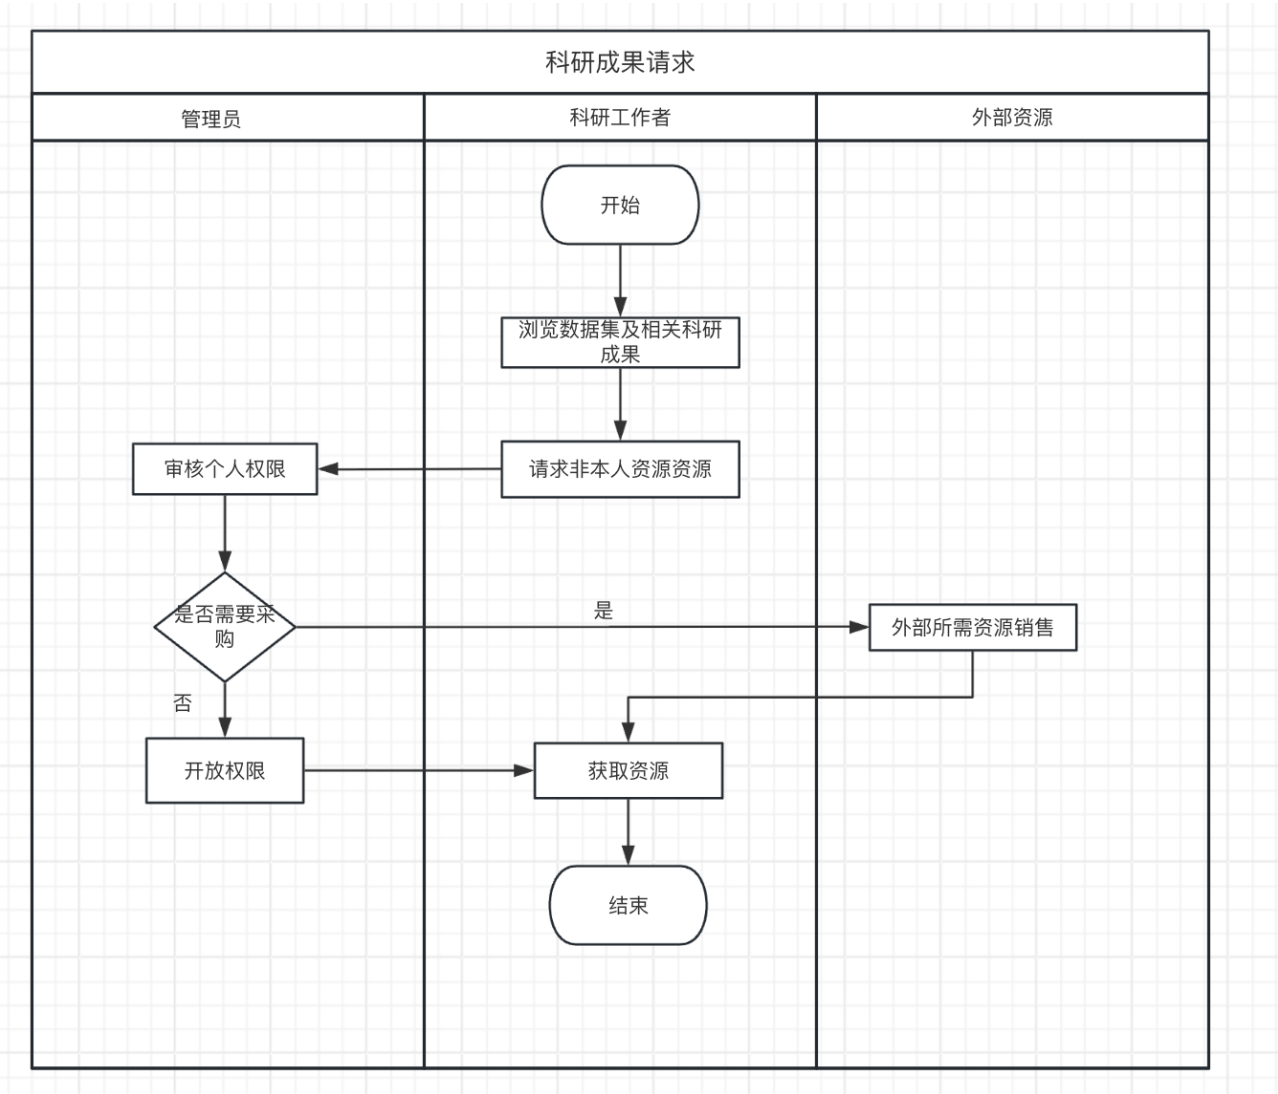 科研成果请求
管理员
科研工作者
外部资源
开始
浏览数据集及相关科研
成果
请求非本人资源资源
审核个人权限
是否需要采
购
是
外部所需资源销售
否
开放权限
获取资源
结束